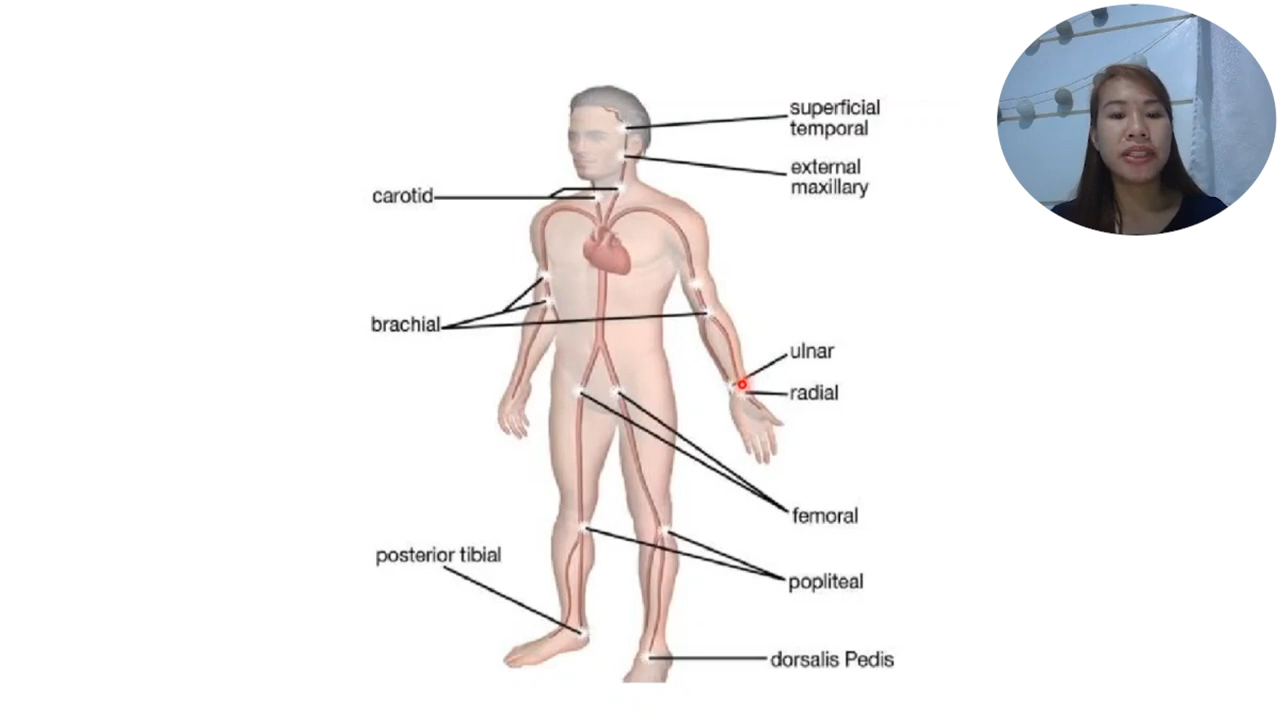 superficial
temporal
external
maxillary
carotid
brachial
ulnar
radial
femoral
posterior tibial
popliteal
dorsalis Pedis